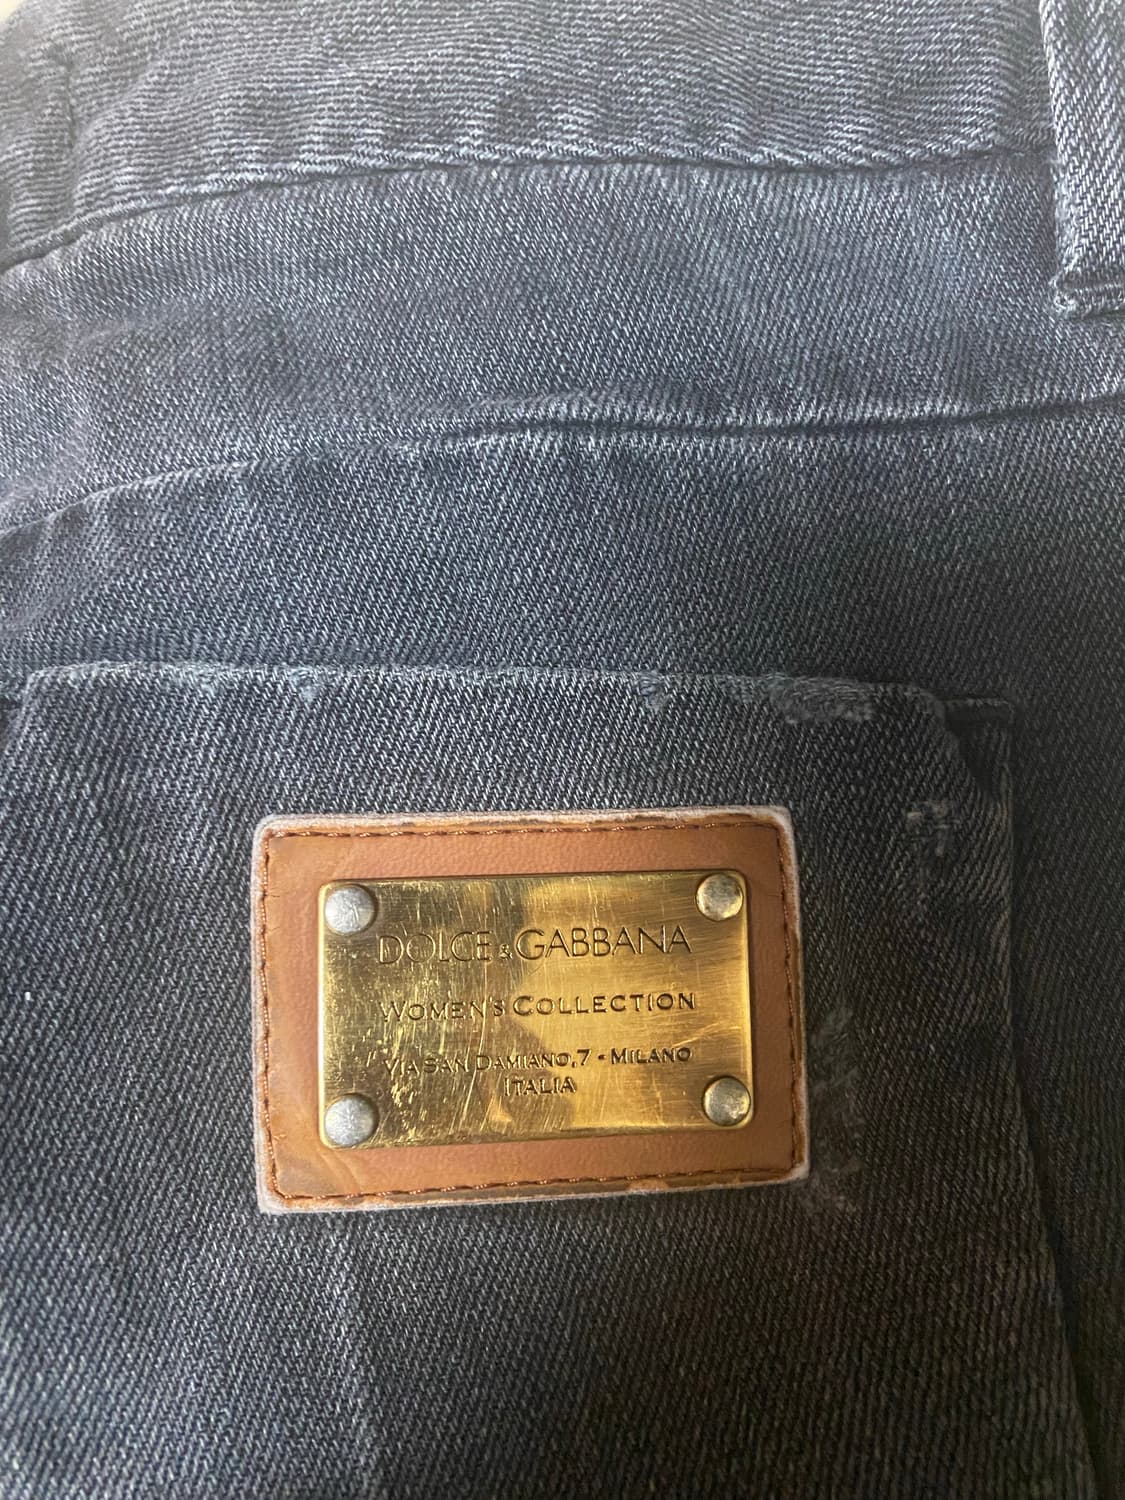 DOLCE & GABBANA
WOMEN'S COLLECTION
VIA SAN DAMIANO,7 - MILANO
ITALIA